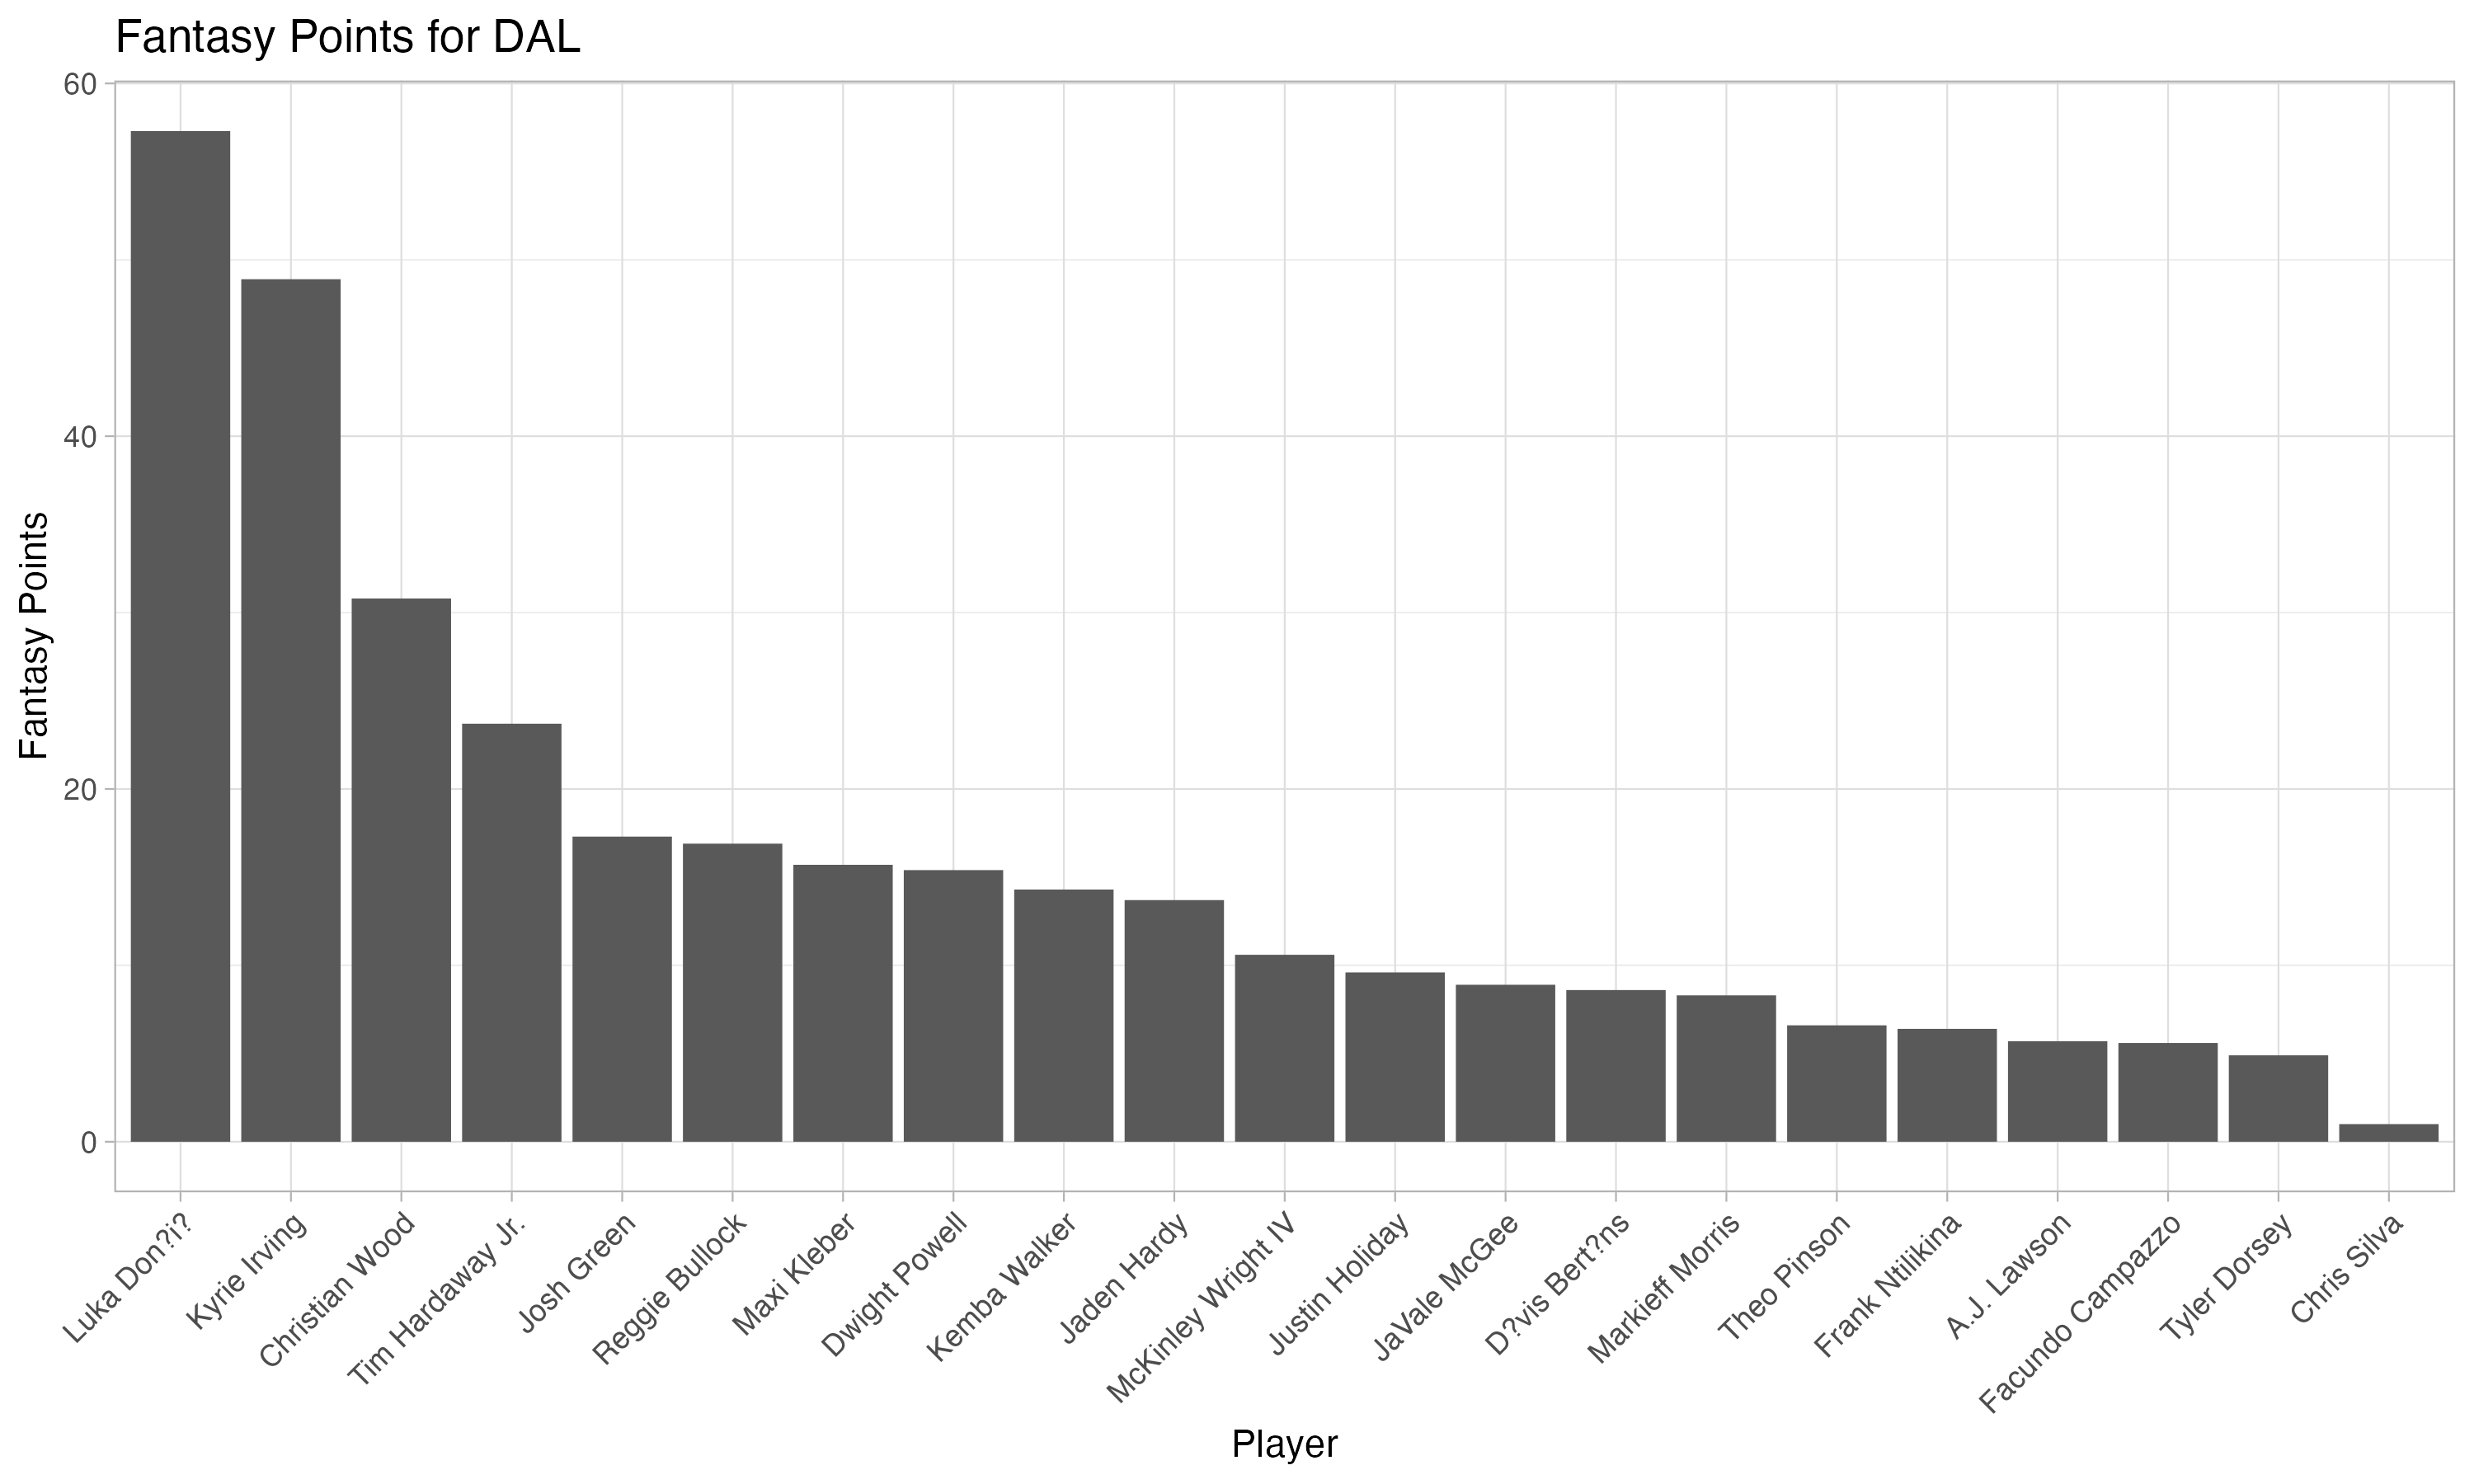 Fantasy Points for DAL
60
40
20
0
Fantasy Points
Luka Don?i?
Kyrie Irving
Christian Wood
Tim Hardaway Jr.
Josh Green
Reggie Bullock
Maxi Kleber
Dwight Powell
Kemba Walker
Jaden Hardy
McKinley Wright IV
Justin Holiday
JaVale McGee
D?vis Bert?ns
Markieff Morris
Theo Pinson
Frank Ntilikina
A.J. Lawson
Facundo Campazzo
Tyler Dorsey
Chris Silva
Player